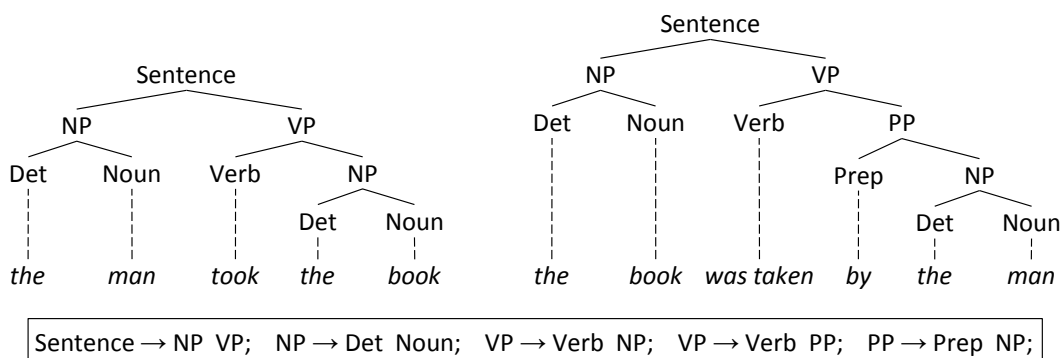 Sentence
NP VP
Det Noun Verb NP
Det Noun
the man took the book
Sentence
NP VP
Det Noun Verb PP
Prep NP
Det Noun
the book was taken by the man
Sentence → NP VP; NP → Det Noun; VP → Verb NP; VP → Verb PP; PP → Prep NP;